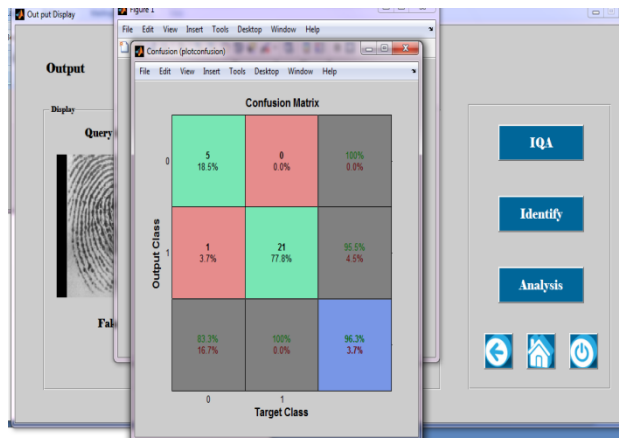 Out put Display
Figure 1
File Edit View Insert Tools Desktop Window Help
Confusion (plotconfusion)
File Edit View Insert Tools Desktop Window Help
Output
Display
Query
Confusion Matrix
0
5
18.5%
0
0.0%
100%
0.0%
1
1
3.7%
21
77.8%
95.5%
4.5%
83.3%
16.7%
100%
0.0%
96.3%
3.7%
0 1
Output Class
Target Class
IQA
Identify
Analysis